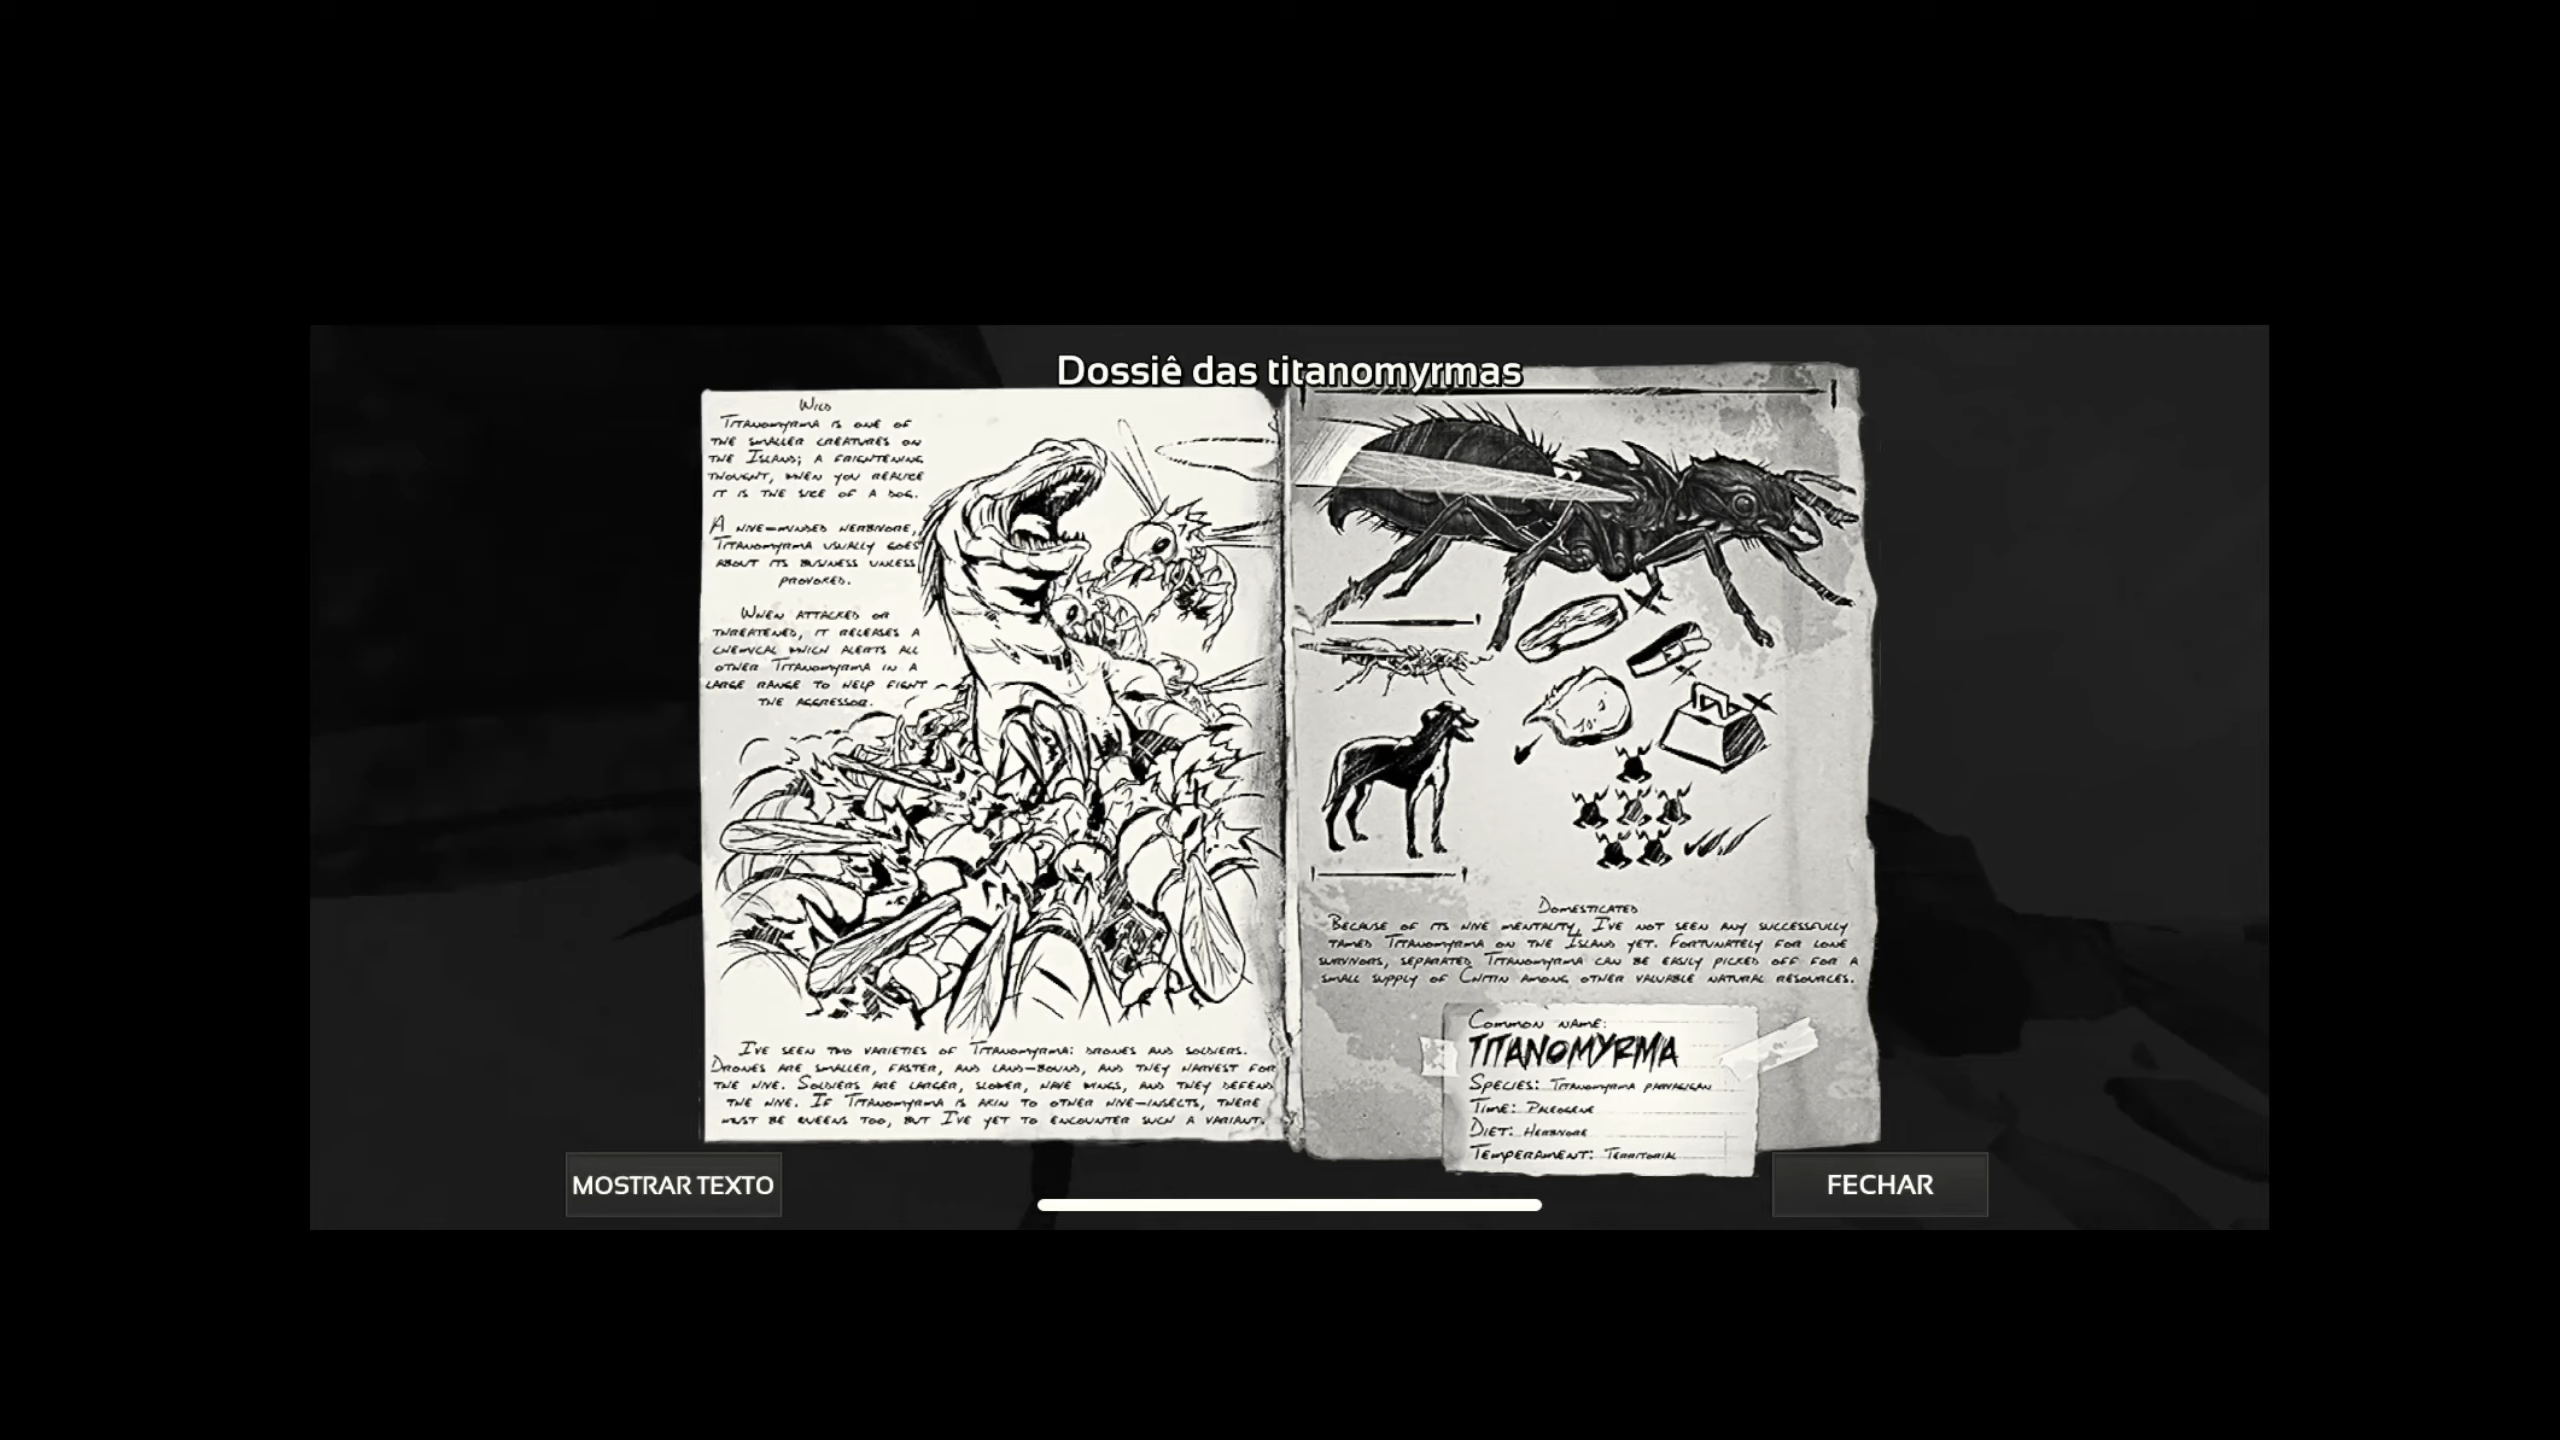 Dossiê das titanomyrmas
Wild
Titanomyrma is one of
the smaller creatures on
the Island; a frightening
thought, when you realize
it is the size of a dog.
A hive-minded herbivore,
Titanomyrma usually goes
about its business unless
provoked.
When attacked or
threatened, it releases a
chemical which alerts all
other Titanomyrma in a
large range to help fight
the aggressor.
I've seen two varieties of Titanomyrma: drones and soldiers.
Drones are smaller, faster, and land-bound, and they harvest for
the hive. Soldiers are larger, slower, have wings, and they defend
the hive. If Titanomyrma is akin to other hive-insects, there
must be queens too, but I've yet to encounter such a variant.
Domesticated
Because of its hive mentality, I've not seen any successfully
tamed Titanomyrma on the Island yet. Fortunately for lone
survivors, separated Titanomyrma can be easily picked off for a
small supply of Chitin among other valuable natural resources.
Common name:
TITANOMYRMA
Species: Titanomyrma parvagigan
Time: Paleogene
Diet: Herbivore
Temperament: Territorial
MOSTRAR TEXTO
FECHAR